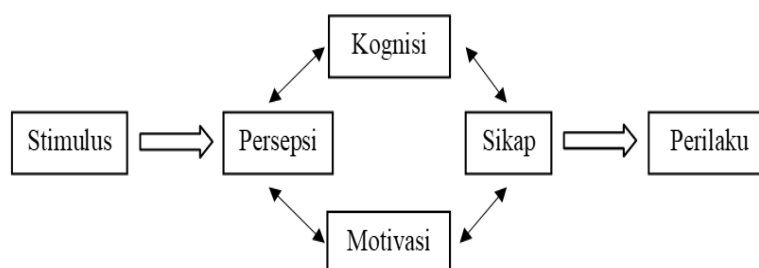 Kognisi
Stimulus
Persepsi
Sikap
Perilaku
Motivasi